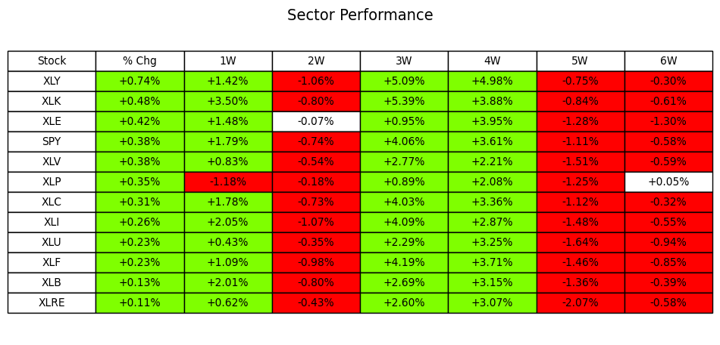 Sector Performance
Stock % Chg 1W 2W 3W 4W 5W 6W
XLY +0.74% +1.42% -1.06% +5.09% +4.98% -0.75% -0.30%
XLK +0.48% +3.50% -0.80% +5.39% +3.88% -0.84% -0.61%
XLE +0.42% +1.48% -0.07% +0.95% +3.95% -1.28% -1.30%
SPY +0.38% +1.79% -0.74% +4.06% +3.61% -1.11% -0.58%
XLV +0.38% +0.83% -0.54% +2.77% +2.21% -1.51% -0.59%
XLP +0.35% -1.18% -0.18% +0.89% +2.08% -1.25% +0.05%
XLC +0.31% +1.78% -0.73% +4.03% +3.36% -1.12% -0.32%
XLI +0.26% +2.05% -1.07% +4.09% +2.87% -1.48% -0.55%
XLU +0.23% +0.43% -0.35% +2.29% +3.25% -1.64% -0.94%
XLF +0.23% +1.09% -0.98% +4.19% +3.71% -1.46% -0.85%
XLB +0.13% +2.01% -0.80% +2.69% +3.15% -1.36% -0.39%
XLRE +0.11% +0.62% -0.43% +2.60% +3.07% -2.07% -0.58%